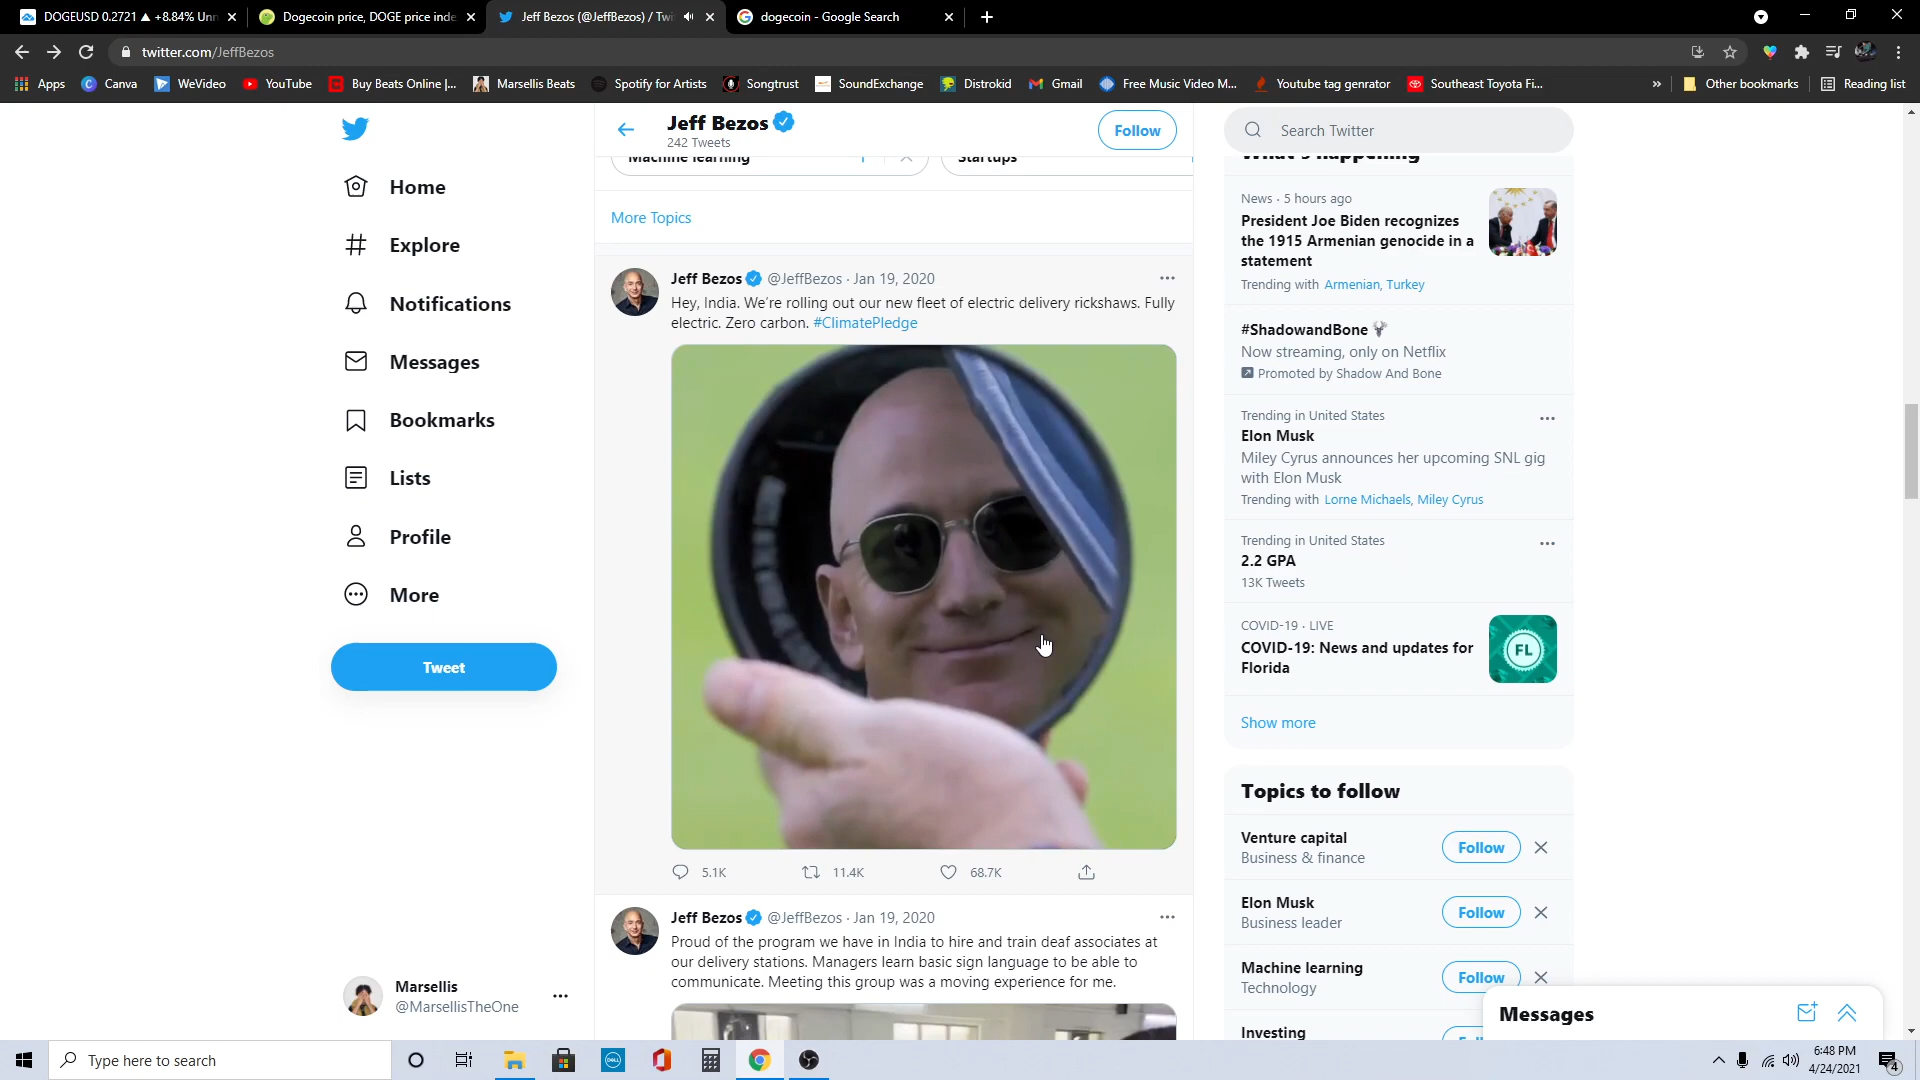 DOGEUSD 0.2721 ▲ +8.84% Unn
Dogecoin price, DOGE price inde
Jeff Bezos (@JeffBezos) / Twi
dogecoin - Google Search
twitter.com/JeffBezos
Apps
Canva
WeVideo
YouTube
Buy Beats Online |...
Marsellis Beats
Spotify for Artists
Songtrust
SoundExchange
Distrokid
Gmail
Free Music Video M...
Youtube tag genrator
Southeast Toyota Fi...
»
Other bookmarks
Reading list
Home
Explore
Notifications
Messages
Bookmarks
Lists
Profile
More
Tweet
Marsellis
@MarsellisTheOne
Jeff Bezos
242 Tweets
Follow
Machine learning
Startups
More Topics
Jeff Bezos @JeffBezos · Jan 19, 2020
Hey, India. We're rolling out our new fleet of electric delivery rickshaws. Fully
electric. Zero carbon. #ClimatePledge
5.1K
11.4K
68.7K
Jeff Bezos @JeffBezos · Jan 19, 2020
Proud of the program we have in India to hire and train deaf associates at
our delivery stations. Managers learn basic sign language to be able to
communicate. Meeting this group was a moving experience for me.
Search Twitter
What's happening
News · 5 hours ago
President Joe Biden recognizes
the 1915 Armenian genocide in a
statement
Trending with Armenian, Turkey
#ShadowandBone
Now streaming, only on Netflix
Promoted by Shadow And Bone
Trending in United States
Elon Musk
Miley Cyrus announces her upcoming SNL gig
with Elon Musk
Trending with Lorne Michaels, Miley Cyrus
Trending in United States
2.2 GPA
13K Tweets
COVID-19 · LIVE
COVID-19: News and updates for
Florida
FL
Show more
Topics to follow
Venture capital
Business & finance
Follow
Elon Musk
Business leader
Follow
Machine learning
Technology
Follow
Investing
Messages
Type here to search
DELL
6:48 PM
4/24/2021
4